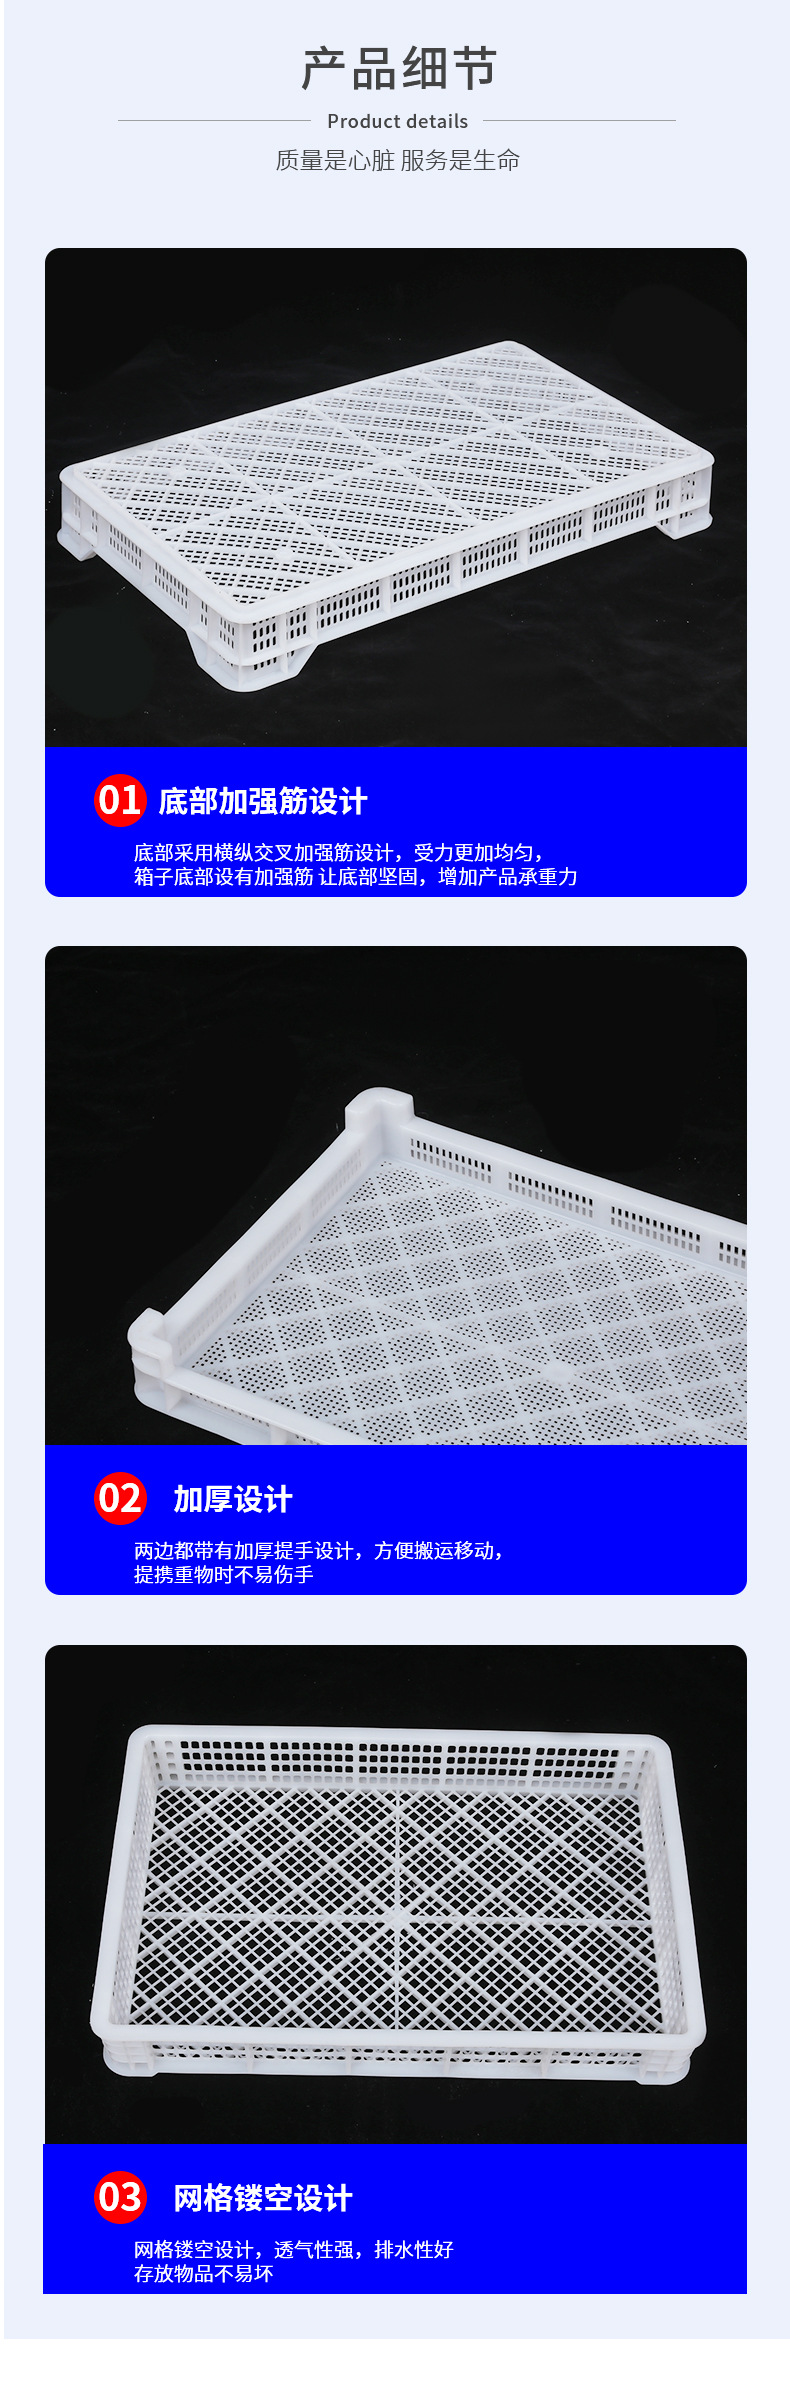 产品细节
Product details
质量是心脏 服务是生命
01 底部加强筋设计
底部采用横纵交叉加强筋设计，受力更加均匀，
箱子底部设有加强筋 让底部坚固，增加产品承重力
02 加厚设计
两边都带有加厚提手设计，方便搬运移动，
提携重物时不易伤手
03 网格镂空设计
网格镂空设计，透气性强，排水性好
存放物品不易坏